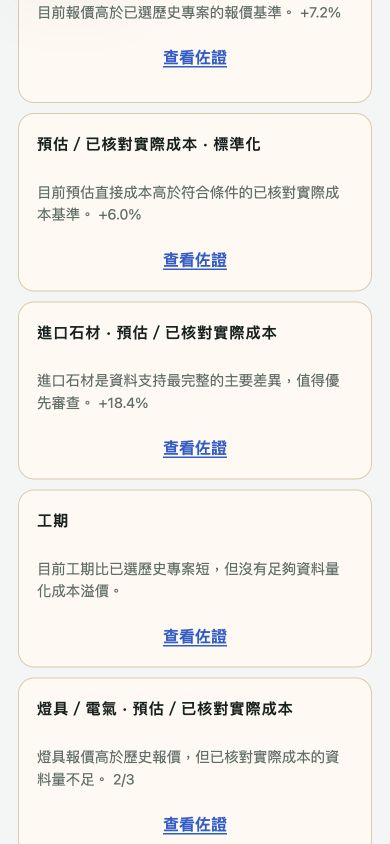 目前報價高於已選歷史專案的報價基準。 +7.2%
查看佐證
預估 / 已核對實際成本 · 標準化
目前預估直接成本高於符合條件的已核對實際成
本基準。 +6.0%
查看佐證
進口石材 · 預估 / 已核對實際成本
進口石材是資料支持最完整的主要差異，值得優
先審查。 +18.4%
查看佐證
工期
目前工期比已選歷史專案短，但沒有足夠資料量
化成本溢價。
查看佐證
燈具 / 電氣 · 預估 / 已核對實際成本
燈具報價高於歷史報價，但已核對實際成本的資
料量不足。 2/3
查看佐證